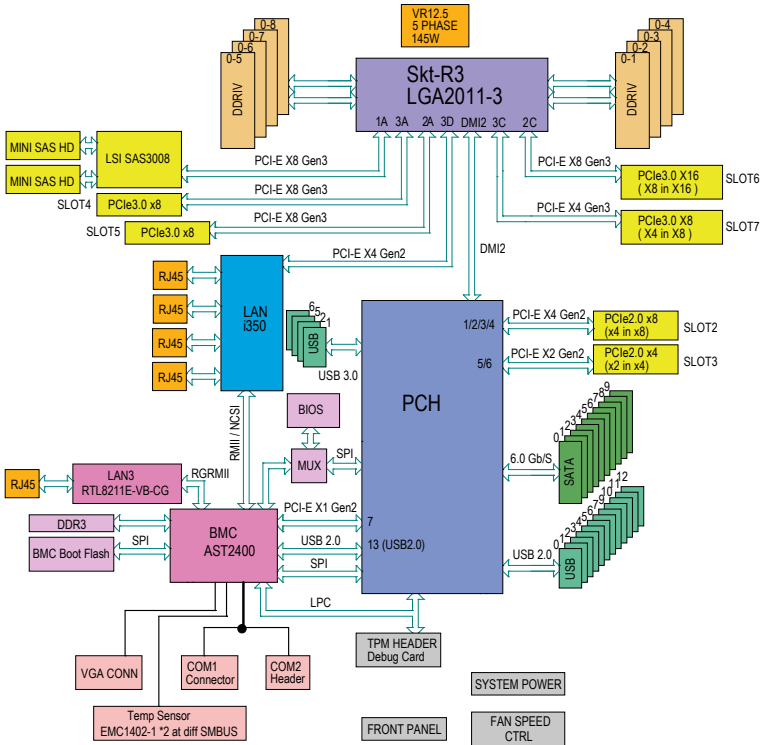 VR12.5
5 PHASE
145W
0-8
0-7
0-6
0-5
DDRIV
Skt-R3
LGA2011-3
1A 3A 2A 3D DMI2 3C 2C
0-4
0-3
0-2
0-1
DDRIV
MINI SAS HD
MINI SAS HD
LSI SAS3008
PCI-E X8 Gen3
PCI-E X8 Gen3
SLOT4
PCIe3.0 x8
PCI-E X8 Gen3
SLOT5
PCIe3.0 x8
PCI-E X8 Gen3
PCIe3.0 X16
( X8 in X16 )
SLOT6
PCI-E X4 Gen3
PCIe3.0 X8
( X4 in X8 )
SLOT7
PCI-E X4 Gen2
DMI2
RJ45
RJ45
RJ45
RJ45
LAN
i350
6
5
2
1
USB
USB 3.0
PCH
1/2/3/4
PCI-E X4 Gen2
PCIe2.0 x8
(x4 in x8)
SLOT2
5/6
PCI-E X2 Gen2
PCIe2.0 x4
(x2 in x4)
SLOT3
RMII / NCSI
BIOS
MUX
SPI
6.0 Gb/S
0
1
2
3
4
5
6
7
8
9
SATA
RJ45
LAN3
RTL8211E-VB-CG
RGRMII
DDR3
BMC Boot Flash
SPI
BMC
AST2400
PCI-E X1 Gen2
7
USB 2.0
13 (USB2.0)
SPI
LPC
USB 2.0
0
1
2
3
4
5
6
7
9
10
11
12
USB
TPM HEADER
Debug Card
VGA CONN
COM1
Connector
COM2
Header
Temp Sensor
EMC1402-1 *2 at diff SMBUS
SYSTEM POWER
FRONT PANEL
FAN SPEED
CTRL